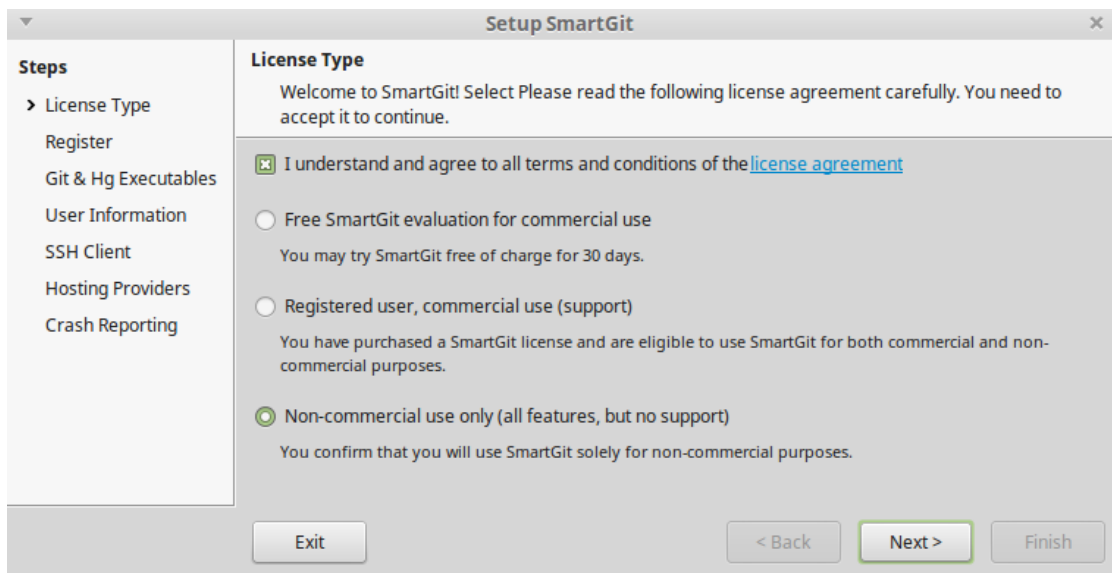 Setup SmartGit
Steps
License Type
Register
Git & Hg Executables
User Information
SSH Client
Hosting Providers
Crash Reporting
License Type
Welcome to SmartGit! Select Please read the following license agreement carefully. You need to
accept it to continue.
I understand and agree to all terms and conditions of the license agreement
Free SmartGit evaluation for commercial use
You may try SmartGit free of charge for 30 days.
Registered user, commercial use (support)
You have purchased a SmartGit license and are eligible to use SmartGit for both commercial and non-
commercial purposes.
Non-commercial use only (all features, but no support)
You confirm that you will use SmartGit solely for non-commercial purposes.
Exit
< Back
Next >
Finish